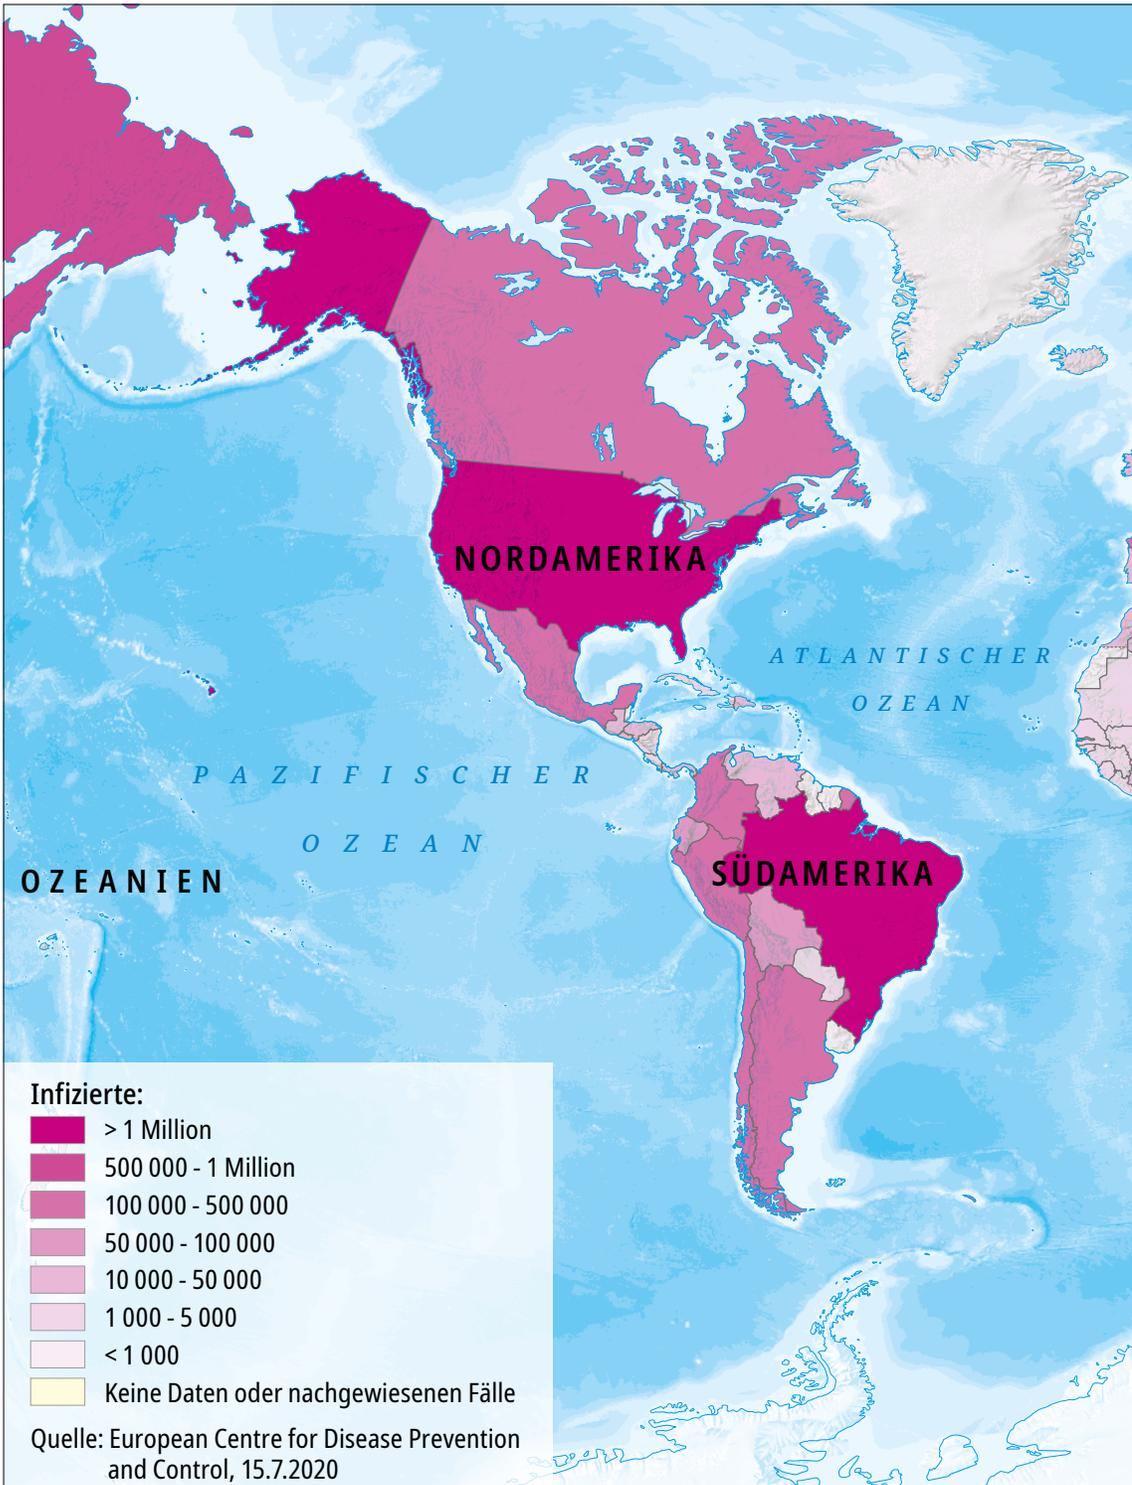 NORDAMERIKA
ATLANTISCHER
OZEAN
PAZIFISCHER
OZEAN
OZEANIEN
SÜDAMERIKA
Infizierte:
> 1 Million
500 000 - 1 Million
100 000 - 500 000
50 000 - 100 000
10 000 - 50 000
1 000 - 5 000
< 1 000
Keine Daten oder nachgewiesenen Fälle
Quelle: European Centre for Disease Prevention
and Control, 15.7.2020